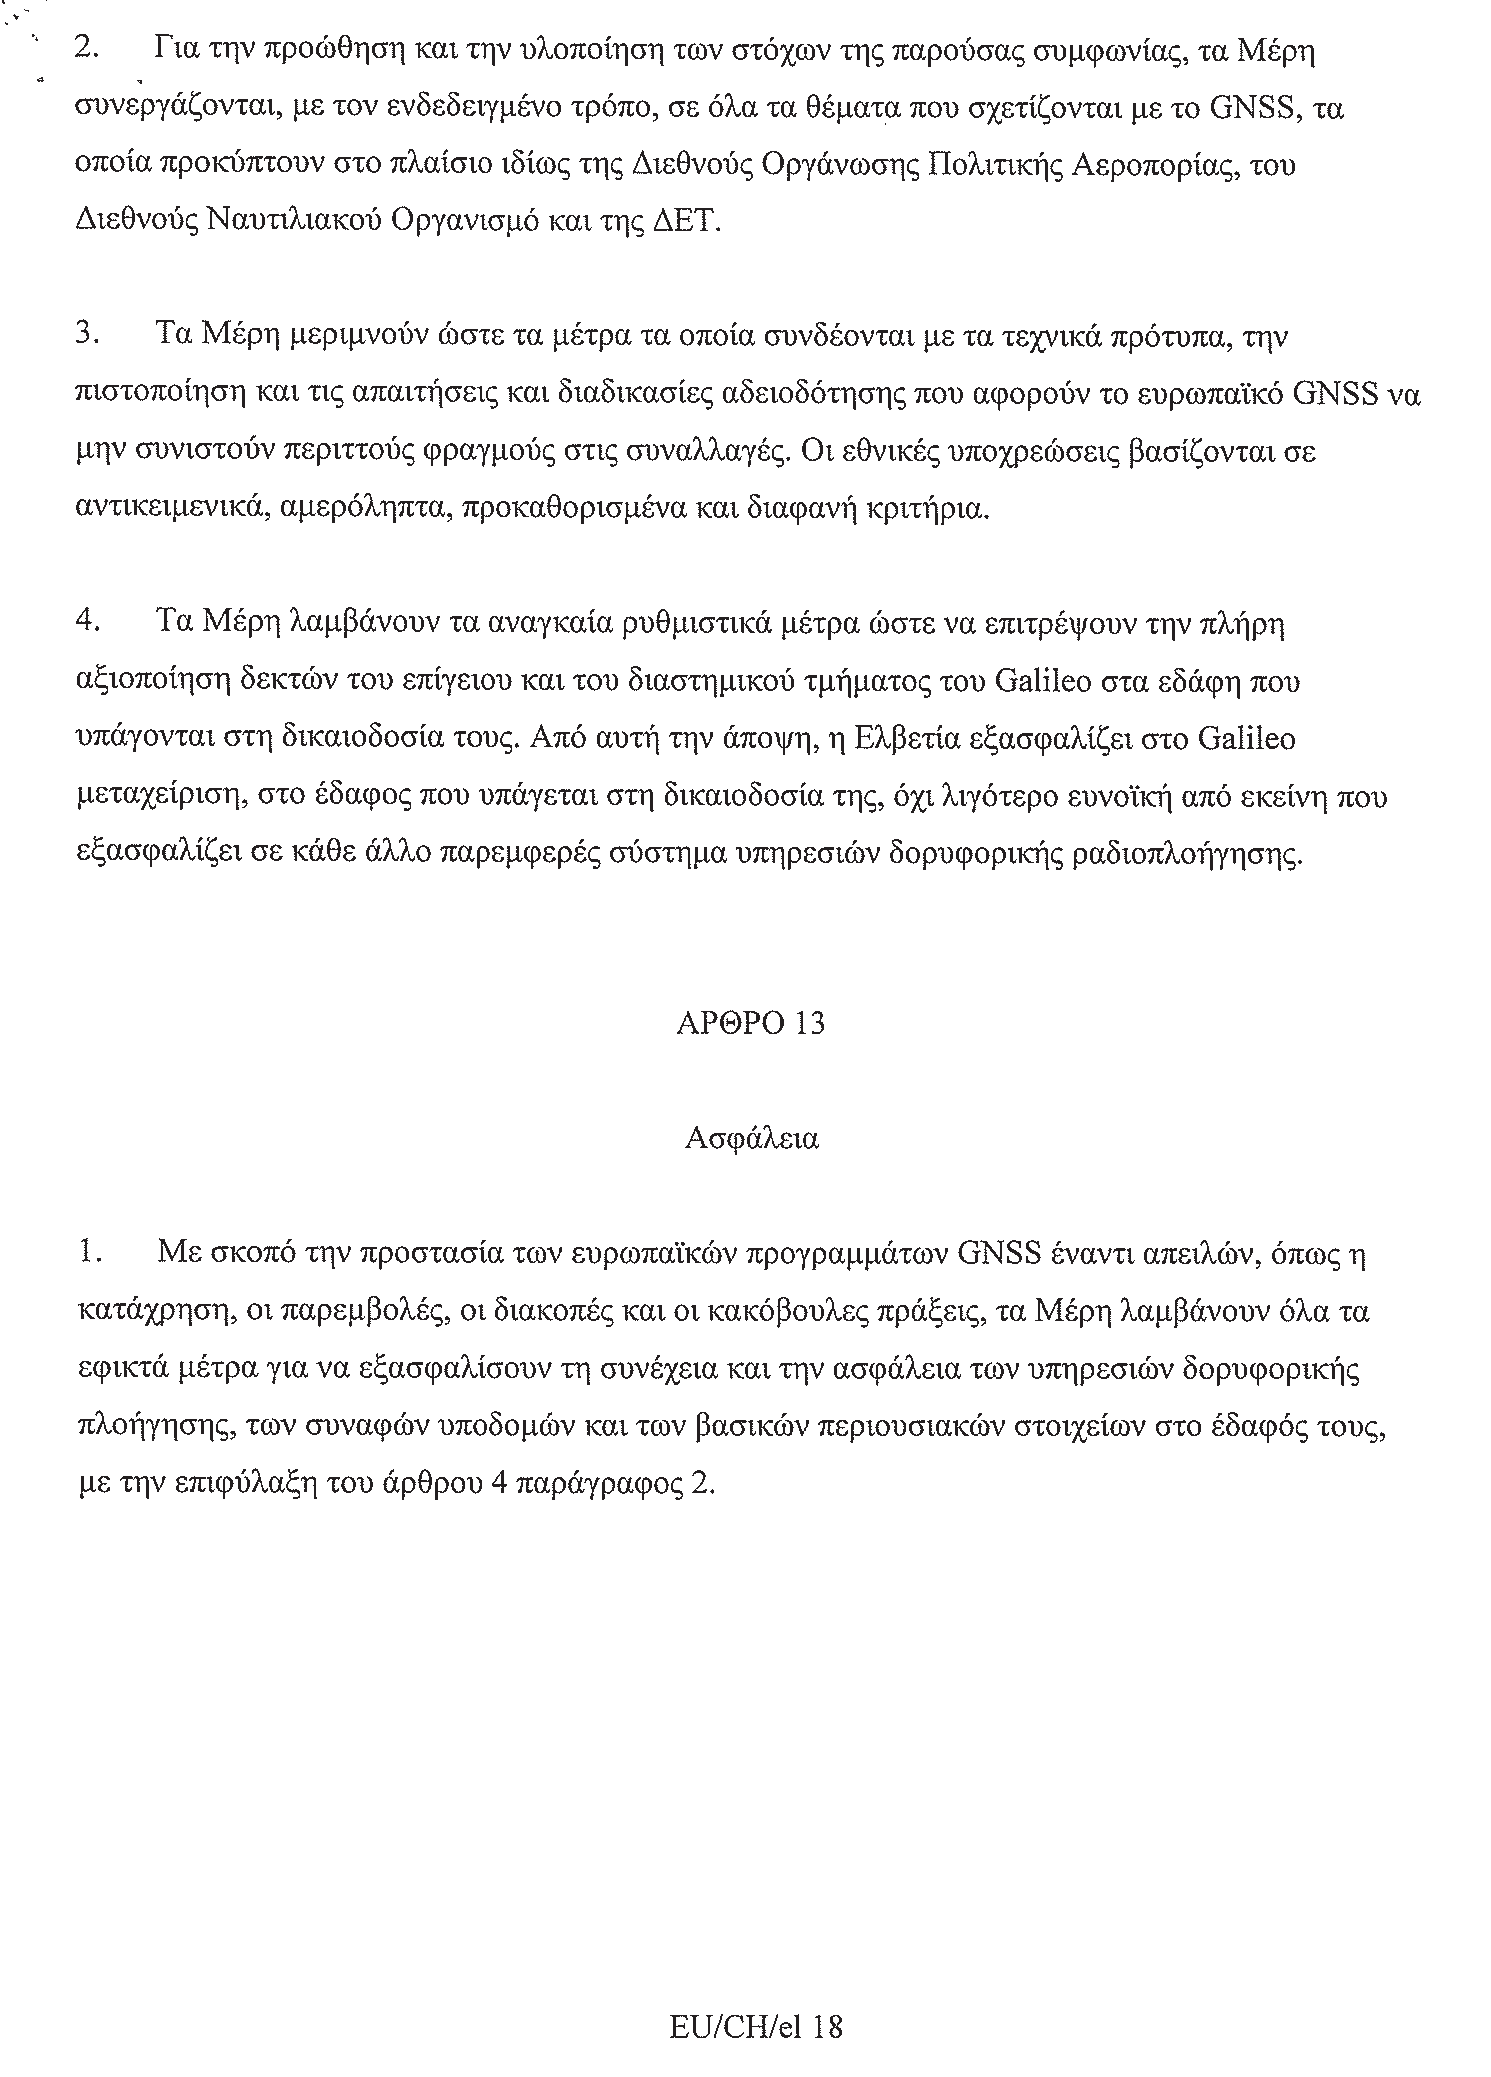 2. Για την προώθηση και την υλοποίηση των στόχων της παρούσας συμφωνίας, τα Μέρη
συνεργάζονται, με τον ενδεδειγμένο τρόπο, σε όλα τα θέματα που σχετίζονται με το GNSS, τα
οποία προκύπτουν στο πλαίσιο ιδίως της Διεθνούς Οργάνωσης Πολιτικής Αεροπορίας, του
Διεθνούς Ναυτιλιακού Οργανισμό και της ΔΕΤ.
3. Τα Μέρη μεριμνούν ώστε τα μέτρα τα οποία συνδέονται με τα τεχνικά πρότυπα, την
πιστοποίηση και τις απαιτήσεις και διαδικασίες αδειοδότησης που αφορούν το ευρωπαϊκό GNSS να
μην συνιστούν περιττούς φραγμούς στις συναλλαγές. Οι εθνικές υποχρεώσεις βασίζονται σε
αντικειμενικά, αμερόληπτα, προκαθορισμένα και διαφανή κριτήρια.
4. Τα Μέρη λαμβάνουν τα αναγκαία ρυθμιστικά μέτρα ώστε να επιτρέψουν την πλήρη
αξιοποίηση δεκτών του επίγειου και του διαστημικού τμήματος του Galileo στα εδάφη που
υπάγονται στη δικαιοδοσία τους. Από αυτή την άποψη, η Ελβετία εξασφαλίζει στο Galileo
μεταχείριση, στο έδαφος που υπάγεται στη δικαιοδοσία της, όχι λιγότερο ευνοϊκή από εκείνη που
εξασφαλίζει σε κάθε άλλο παρεμφερές σύστημα υπηρεσιών δορυφορικής ραδιοπλοήγησης.
ΑΡΘΡΟ 13
Ασφάλεια
1. Με σκοπό την προστασία των ευρωπαϊκών προγραμμάτων GNSS έναντι απειλών, όπως η
κατάχρηση, οι παρεμβολές, οι διακοπές και οι κακόβουλες πράξεις, τα Μέρη λαμβάνουν όλα τα
εφικτά μέτρα για να εξασφαλίσουν τη συνέχεια και την ασφάλεια των υπηρεσιών δορυφορικής
πλοήγησης, των συναφών υποδομών και των βασικών περιουσιακών στοιχείων στο έδαφός τους,
με την επιφύλαξη του άρθρου 4 παράγραφος 2.
EU/CH/el 18